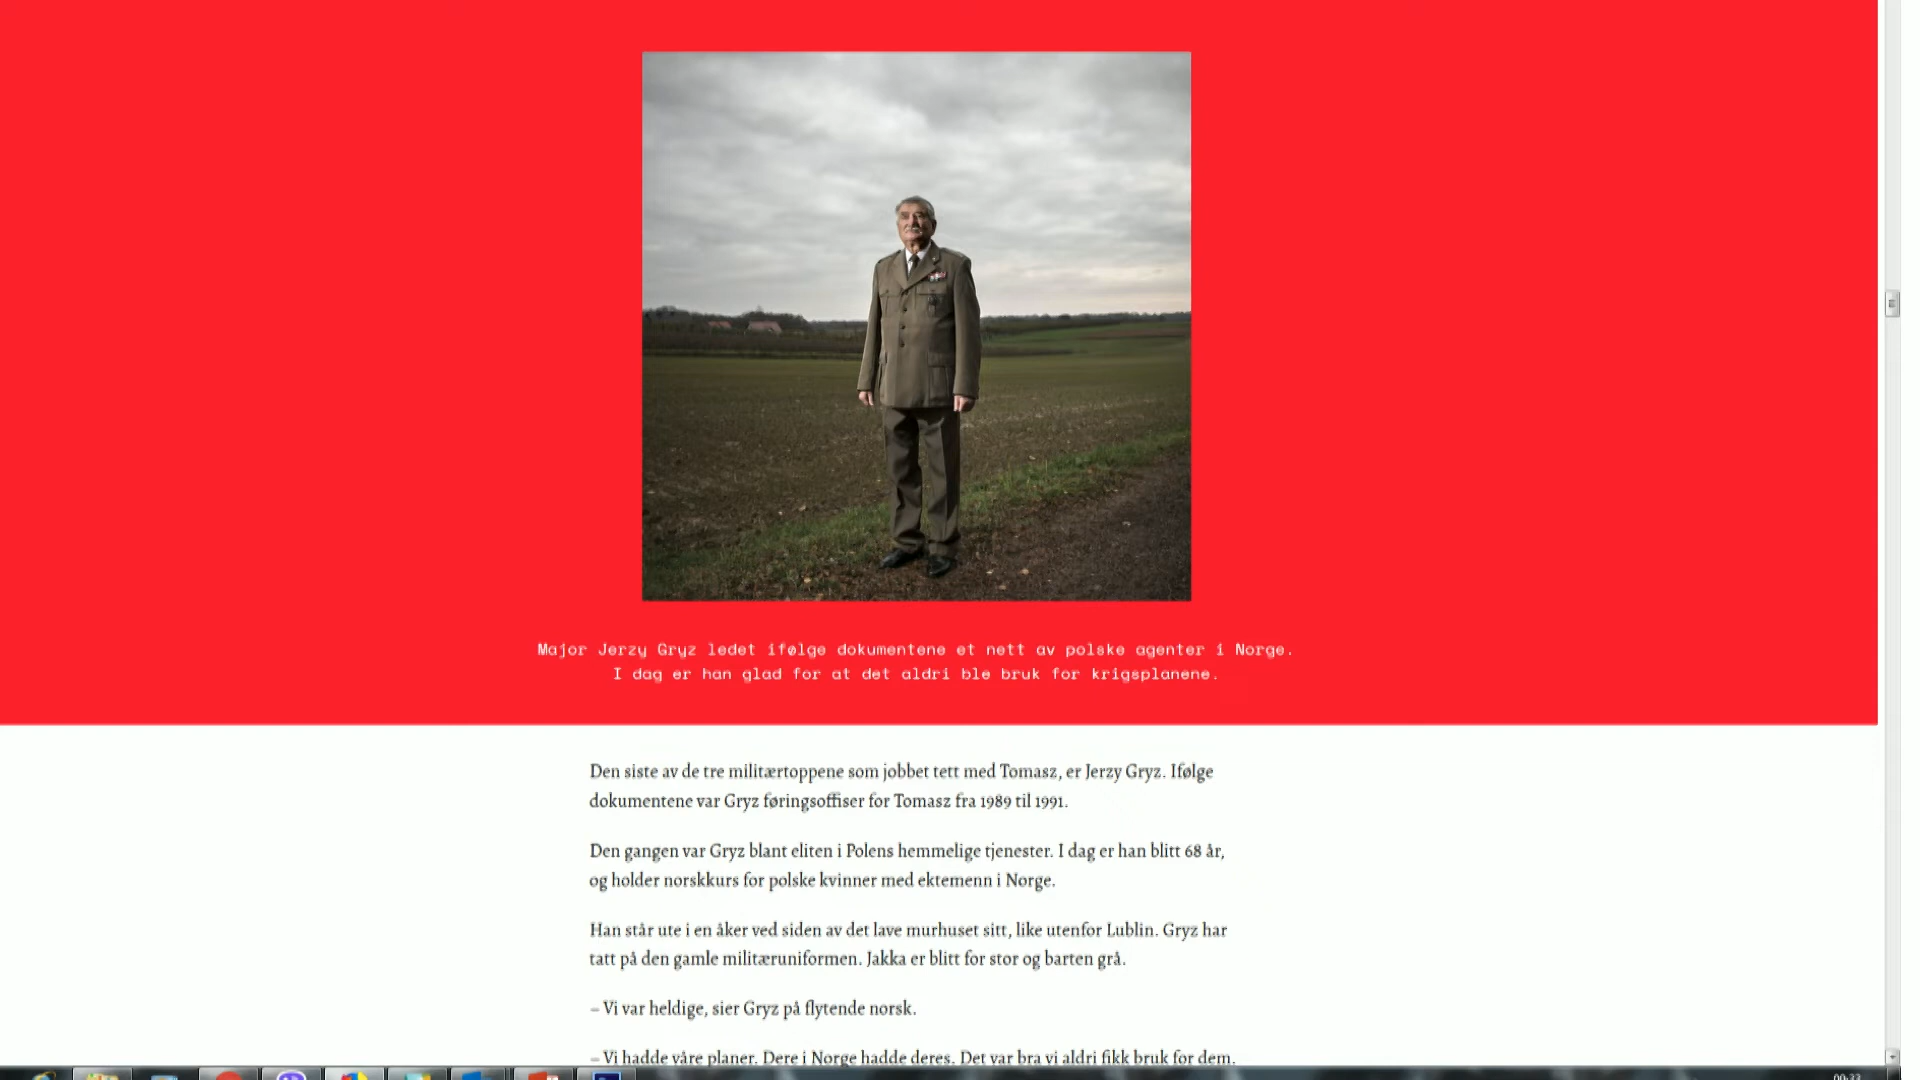 Major Jerzy Gryz ledet ifølge dokumentene et nett av polske agenter i Norge.
I dag er han glad for at det aldri ble bruk for krigsplanene.
Den siste av de tre militærtoppene som jobbet tett med Tomasz, er Jerzy Gryz. Ifølge
dokumentene var Gryz føringsoffiser for Tomasz fra 1989 til 1991.
Den gangen var Gryz blant eliten i Polens hemmelige tjenester. I dag er han blitt 68 år,
og holder norskkurs for polske kvinner med ektemenn i Norge.
Han står ute i en åker ved siden av det lave murhuset sitt, like utenfor Lublin. Gryz har
tatt på den gamle militæruniformen. Jakka er blitt for stor og barten grå.
– Vi var heldige, sier Gryz på flytende norsk.
– Vi hadde våre planer. Dere i Norge hadde deres. Det var bra vi aldri fikk bruk for dem.